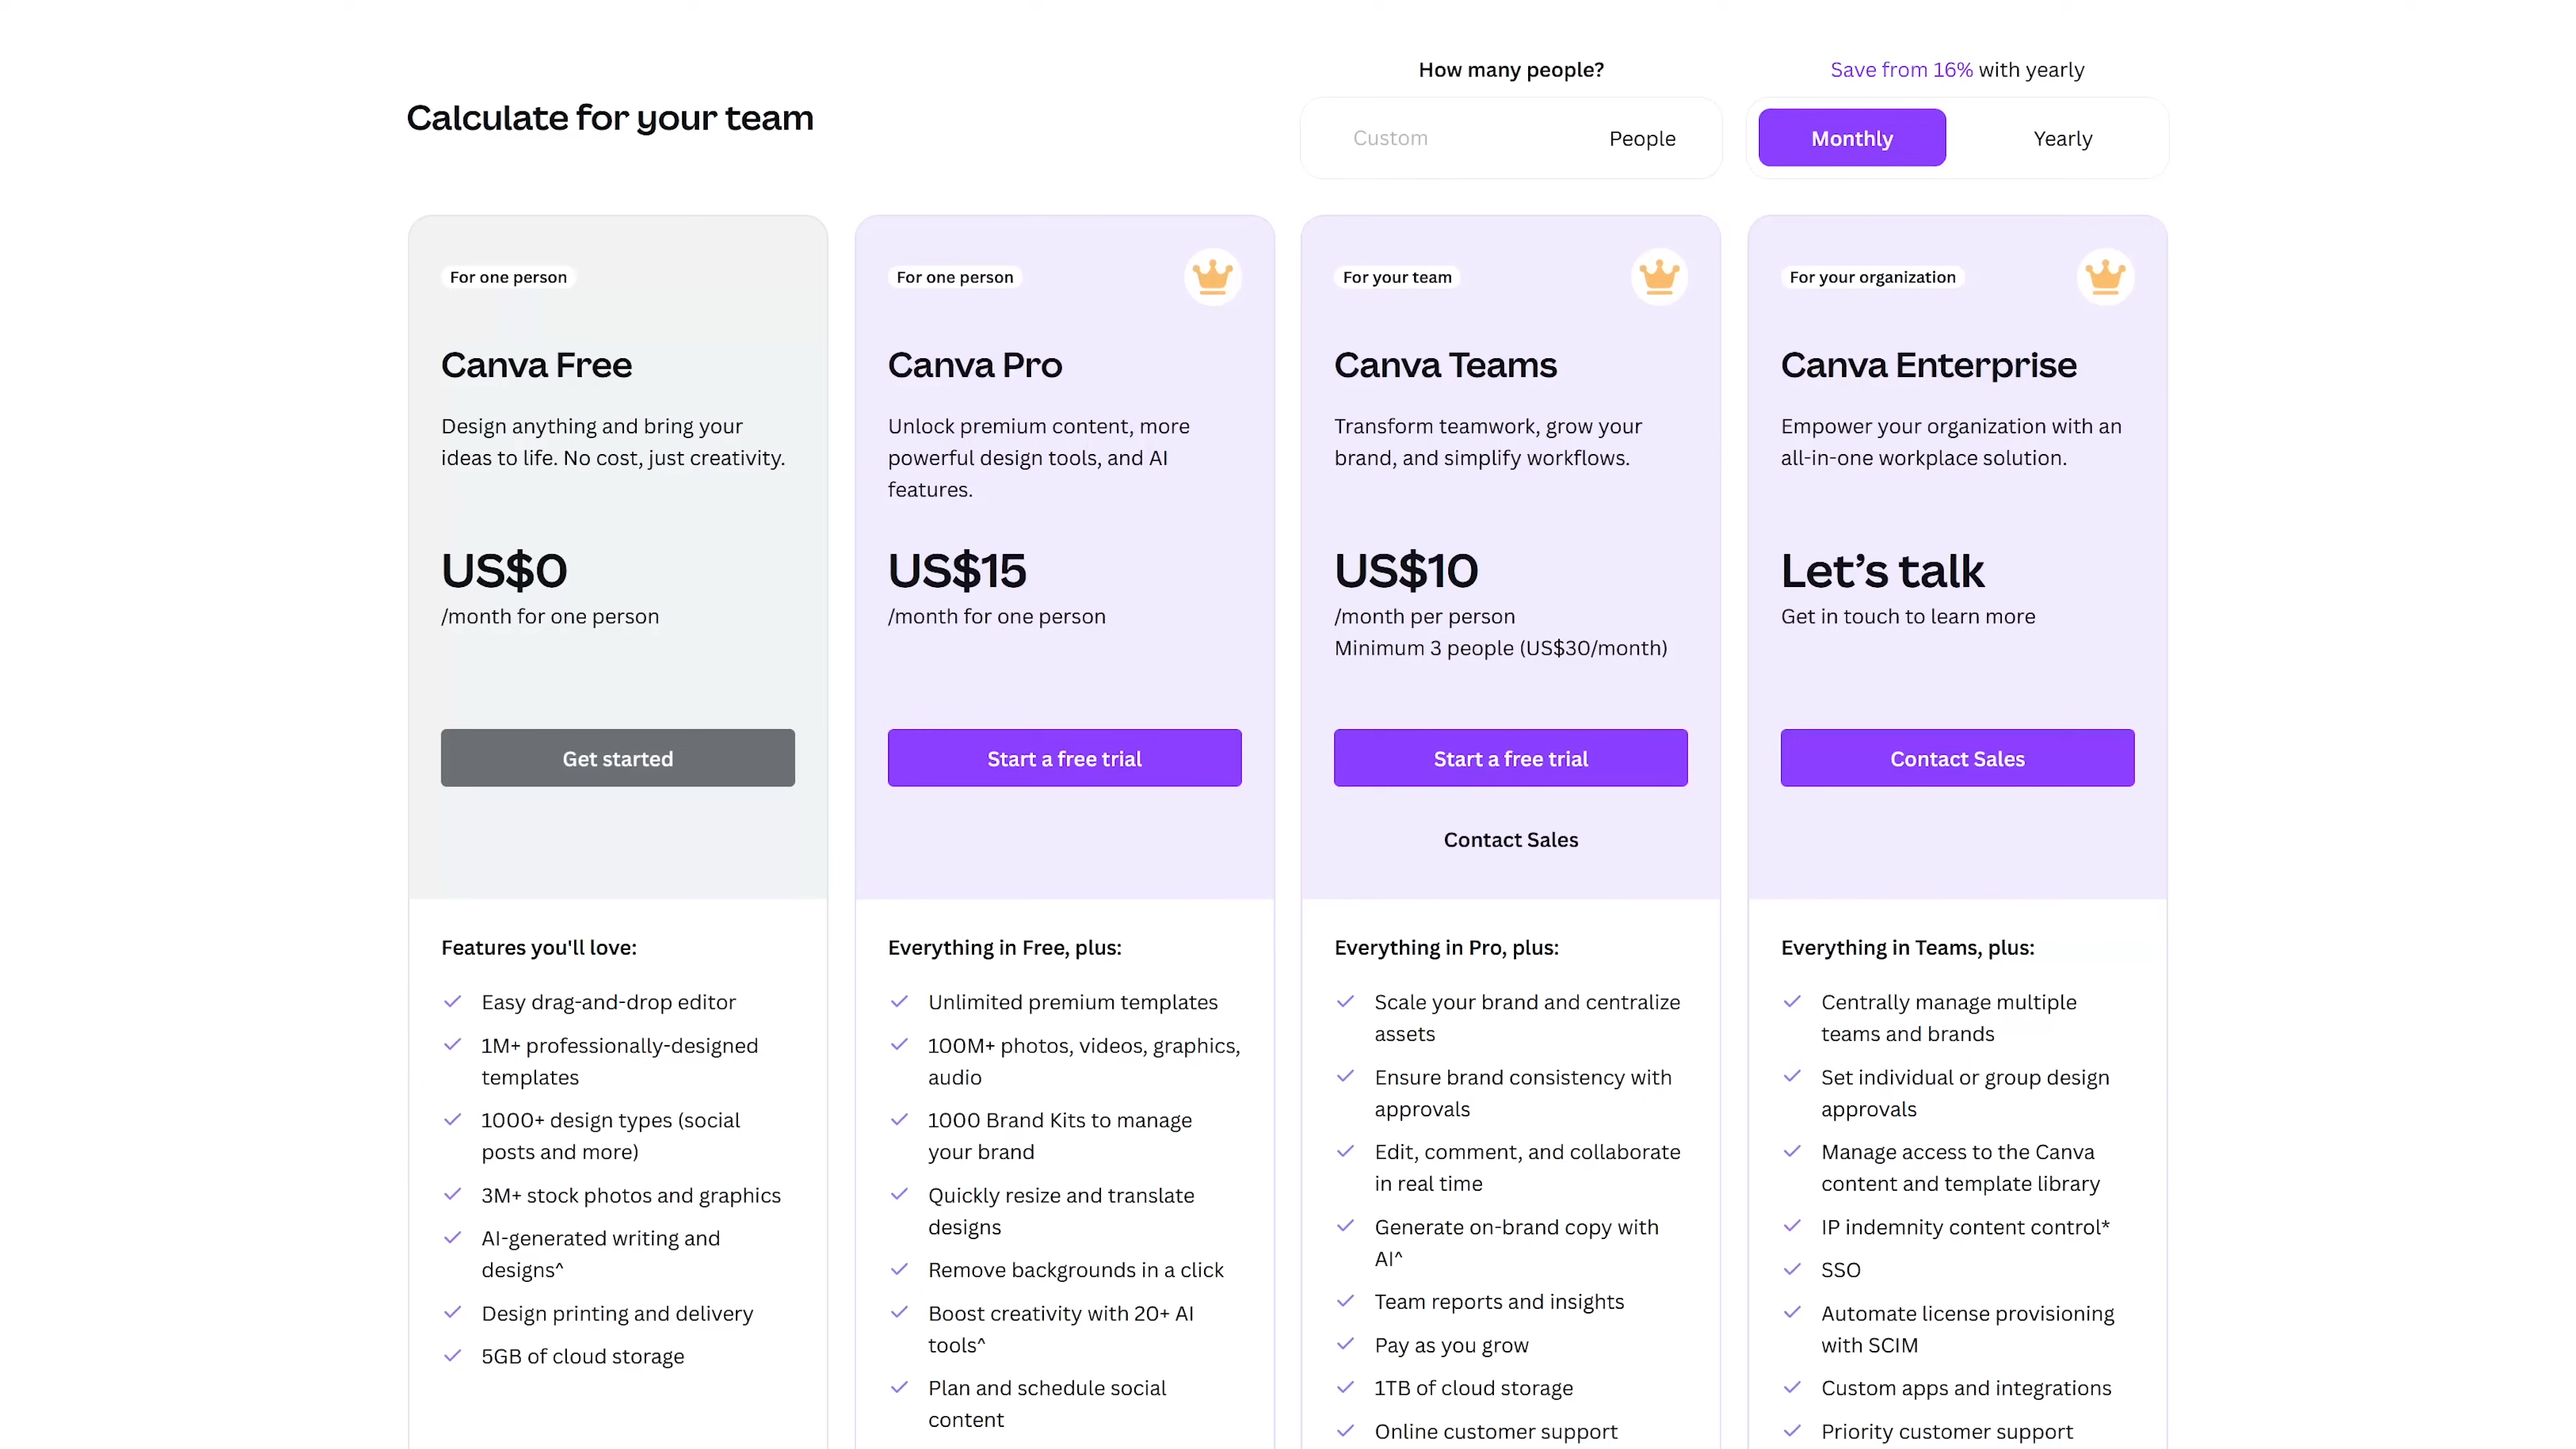 How many people?
Save from 16% with yearly
Calculate for your team
Custom
People
Monthly
Yearly
For one person
Canva Free
Design anything and bring your
ideas to life. No cost, just creativity.
US$0
/month for one person
Get started
Features you'll love:
Easy drag-and-drop editor
1M+ professionally-designed
templates
1000+ design types (social
posts and more)
3M+ stock photos and graphics
AI-generated writing and
designs^
Design printing and delivery
5GB of cloud storage
For one person
Canva Pro
Unlock premium content, more
powerful design tools, and AI
features.
US$15
/month for one person
Start a free trial
Everything in Free, plus:
Unlimited premium templates
100M+ photos, videos, graphics,
audio
1000 Brand Kits to manage
your brand
Quickly resize and translate
designs
Remove backgrounds in a click
Boost creativity with 20+ AI
tools^
Plan and schedule social
content
For your team
Canva Teams
Transform teamwork, grow your
brand, and simplify workflows.
US$10
/month per person
Minimum 3 people (US$30/month)
Start a free trial
Contact Sales
Everything in Pro, plus:
Scale your brand and centralize
assets
Ensure brand consistency with
approvals
Edit, comment, and collaborate
in real time
Generate on-brand copy with
AI^
Team reports and insights
Pay as you grow
1TB of cloud storage
Online customer support
For your organization
Canva Enterprise
Empower your organization with an
all-in-one workplace solution.
Let’s talk
Get in touch to learn more
Contact Sales
Everything in Teams, plus:
Centrally manage multiple
teams and brands
Set individual or group design
approvals
Manage access to the Canva
content and template library
IP indemnity content control*
SSO
Automate license provisioning
with SCIM
Custom apps and integrations
Priority customer support